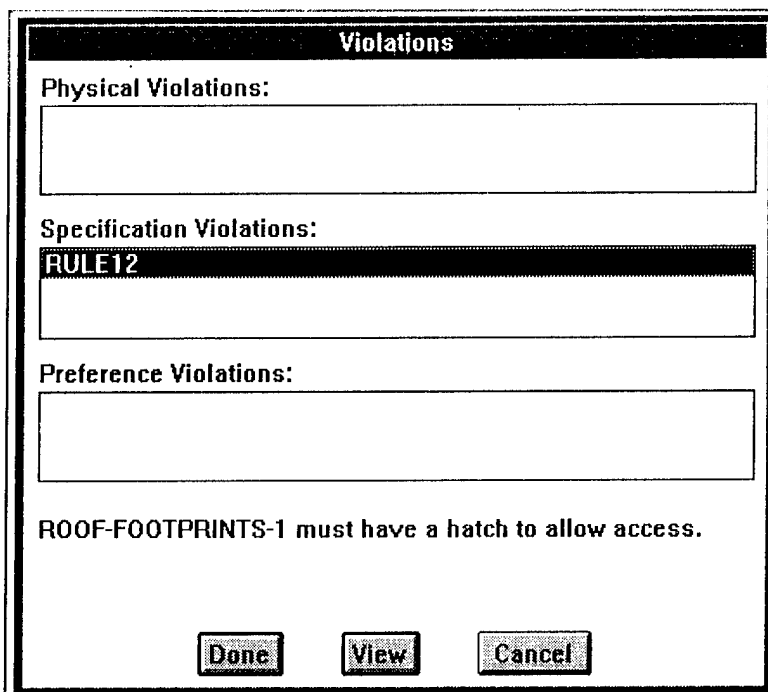 Violations
Physical Violations:
Specification Violations:
RULE12
Preference Violations:
ROOF-FOOTPRINTS-1 must have a hatch to allow access.
Done View Cancel